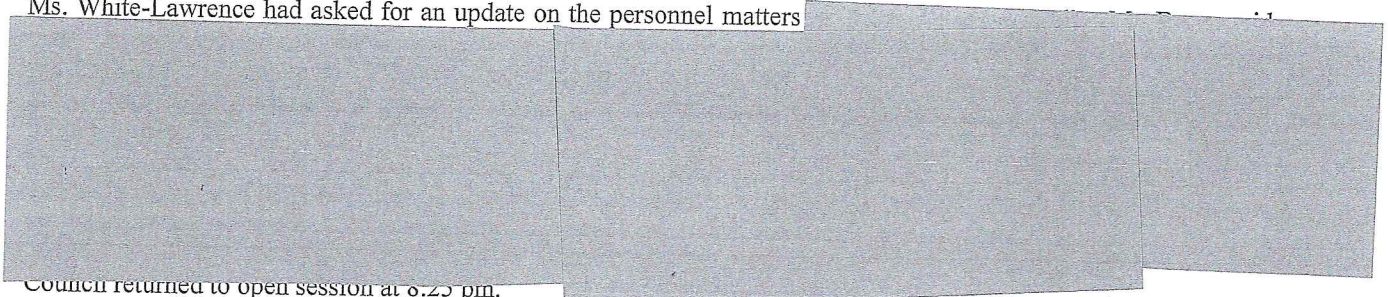 Ms. White-Lawrence had asked for an update on the personnel matters
Council returned to open session at 8:25 pm.